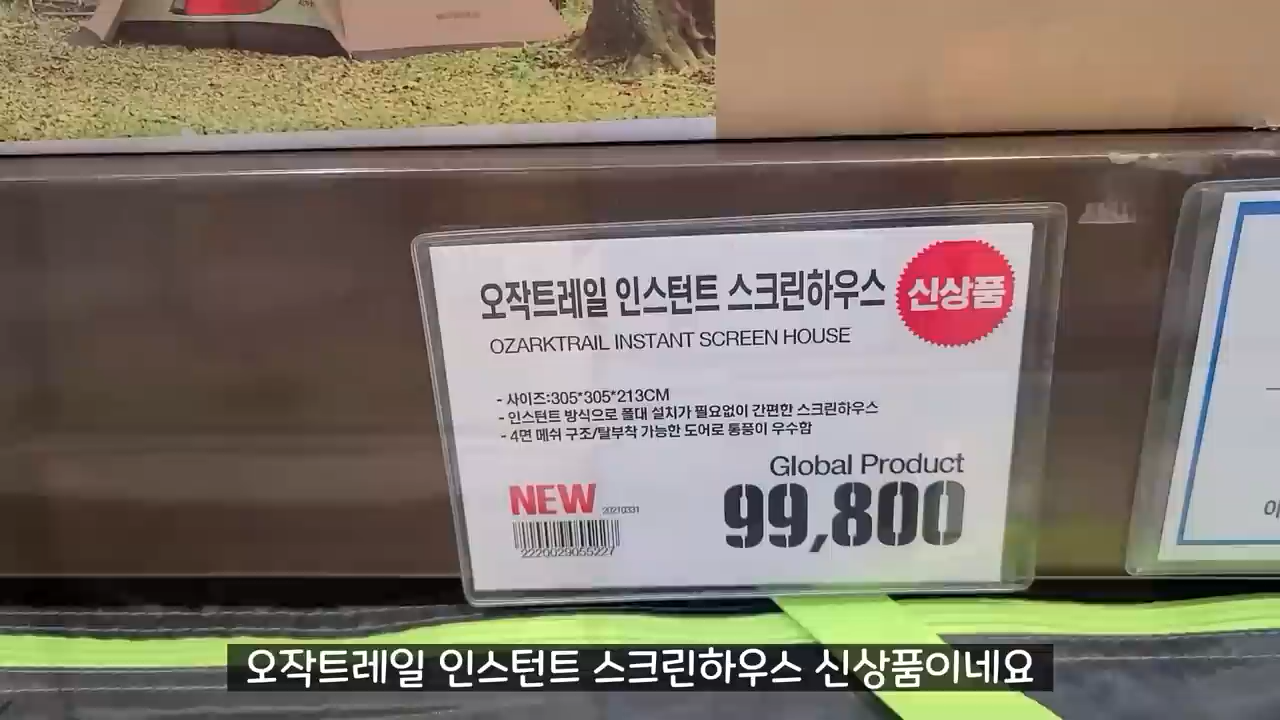 오작트레일 인스턴트 스크린하우스
신상품
OZARKTRAIL INSTANT SCREEN HOUSE
- 사이즈:305*305*213CM
- 인스턴트 방식으로 폴대 설치가 필요없이 간편한 스크린하우스
- 4면 메쉬 구조/탈부착 가능한 도어로 통풍이 우수함
Global Product
NEW
20210331
99,800
2220029055227
오작트레일 인스턴트 스크린하우스 신상품이네요